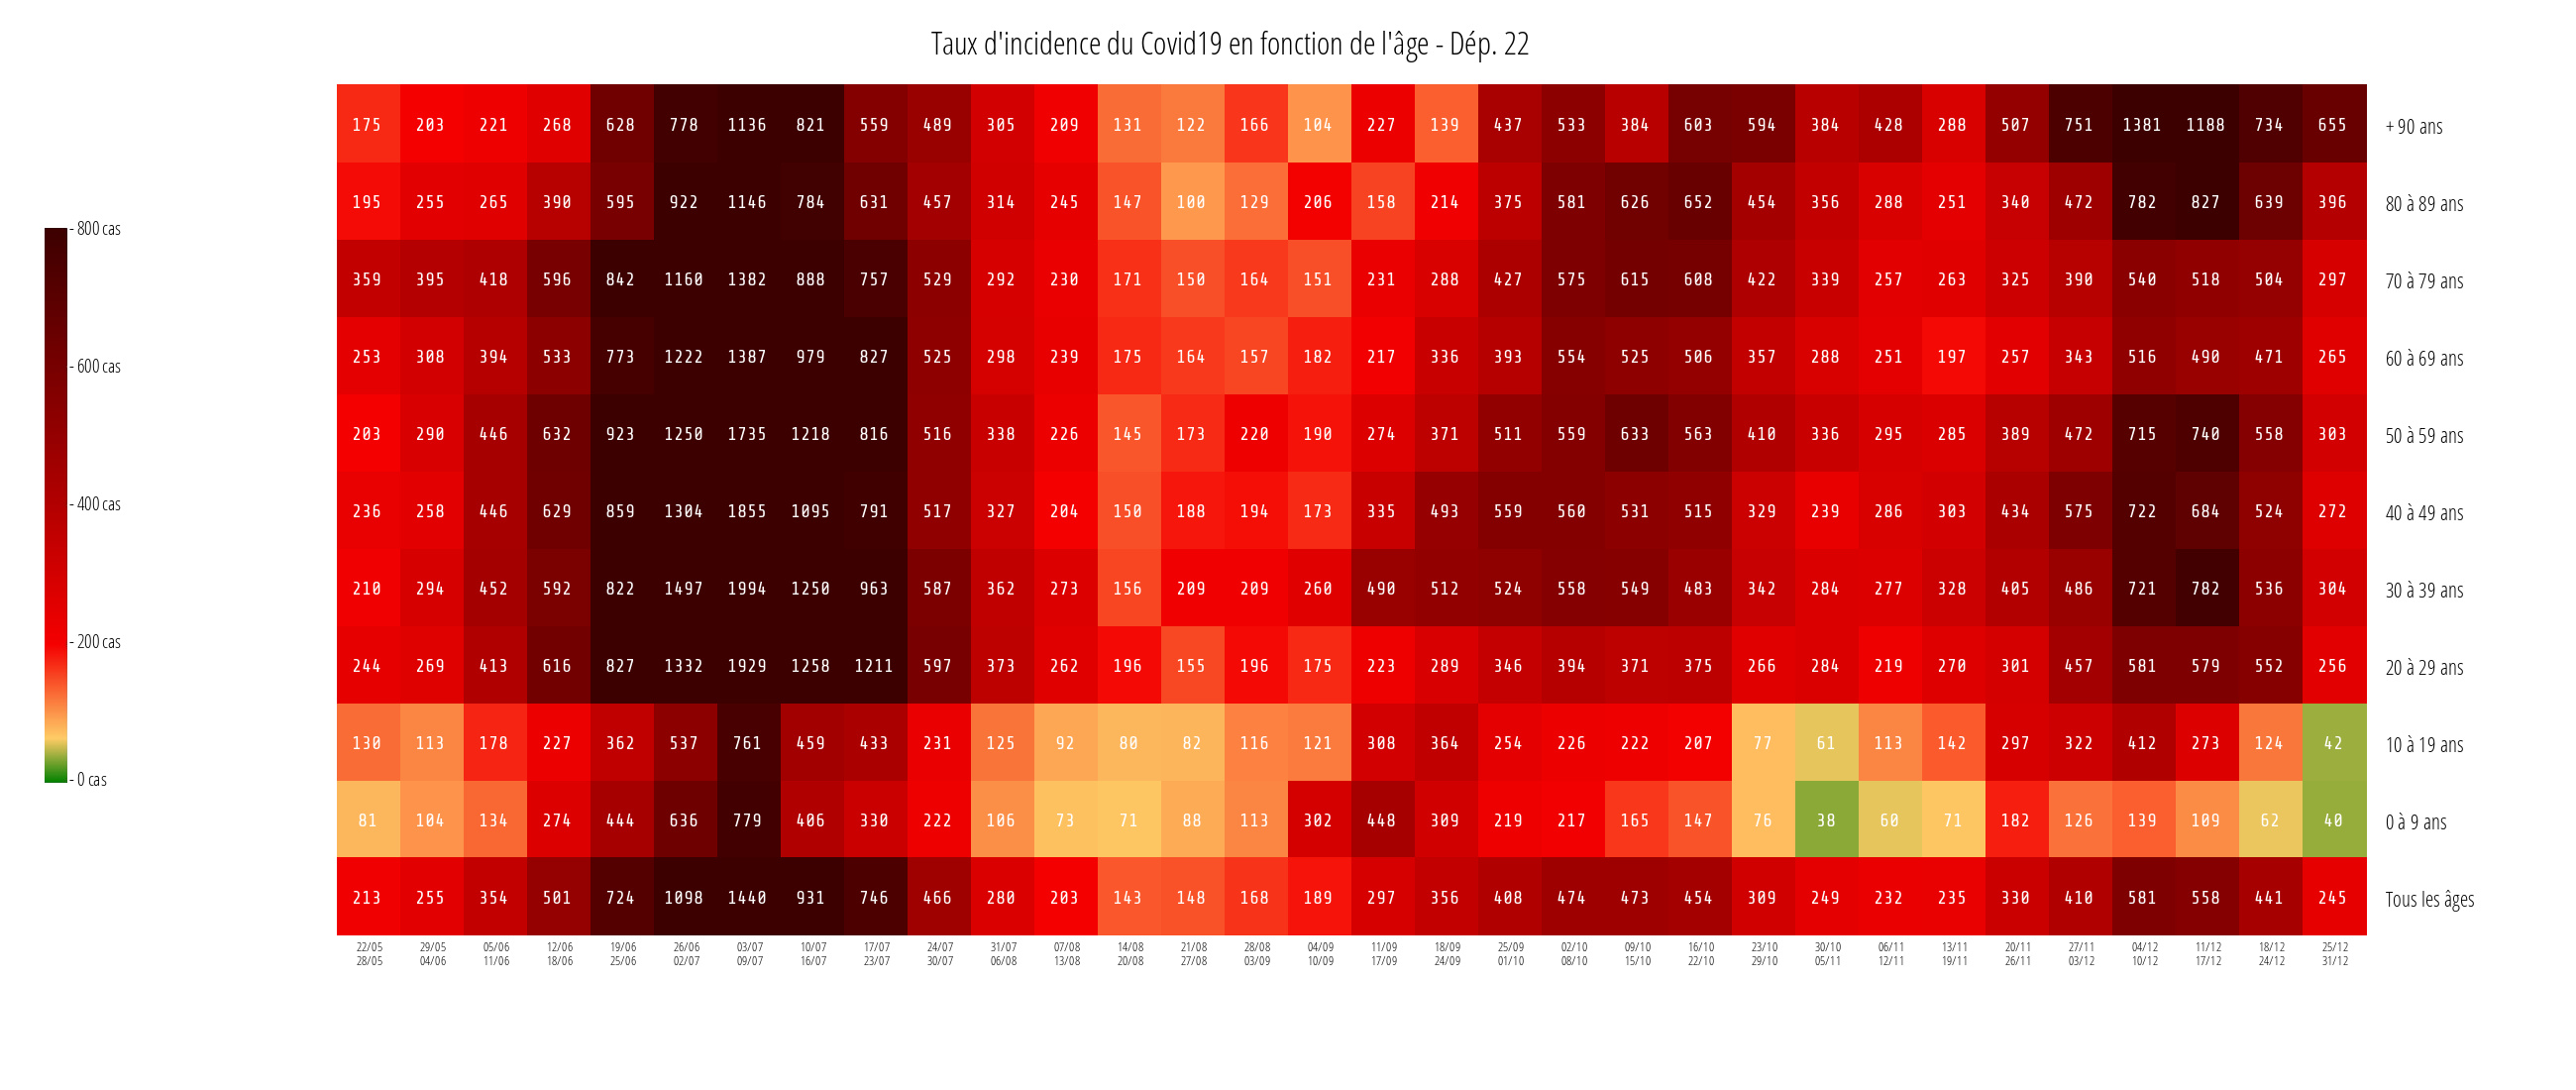 Taux d'incidence du Covid19 en fonction de l'âge - Dép. 22
- 800 cas
- 600 cas
- 400 cas
- 200 cas
- 0 cas
175 203 221 268 628 778 1136 821 559 489 305 209 131 122 166 104 227 139 437 533 384 603 594 384 428 288 507 751 1381 1188 734 655 + 90 ans
195 255 265 390 595 922 1146 784 631 457 314 245 147 100 129 206 158 214 375 581 626 652 454 356 288 251 340 472 782 827 639 396 80 à 89 ans
359 395 418 596 842 1160 1382 888 757 529 292 230 171 150 164 151 231 288 427 575 615 608 422 339 257 263 325 390 540 518 504 297 70 à 79 ans
253 308 394 533 773 1222 1387 979 827 525 298 239 175 164 157 182 217 336 393 554 525 506 357 288 251 197 257 343 516 490 471 265 60 à 69 ans
203 290 446 632 923 1250 1735 1218 816 516 338 226 145 173 220 190 274 371 511 559 633 563 410 336 295 285 389 472 715 740 558 303 50 à 59 ans
236 258 446 629 859 1304 1855 1095 791 517 327 204 150 188 194 173 335 493 559 560 531 515 329 239 286 303 434 575 722 684 524 272 40 à 49 ans
210 294 452 592 822 1497 1994 1250 963 587 362 273 156 209 209 260 490 512 524 558 549 483 342 284 277 328 405 486 721 782 536 304 30 à 39 ans
244 269 413 616 827 1332 1929 1258 1211 597 373 262 196 155 196 175 223 289 346 394 371 375 266 284 219 270 301 457 581 579 552 256 20 à 29 ans
130 113 178 227 362 537 761 459 433 231 125 92 80 82 116 121 308 364 254 226 222 207 77 61 113 142 297 322 412 273 124 42 10 à 19 ans
81 104 134 274 444 636 779 406 330 222 106 73 71 88 113 302 448 309 219 217 165 147 76 38 60 71 182 126 139 109 62 40 0 à 9 ans
213 255 354 501 724 1098 1440 931 746 466 280 203 143 148 168 189 297 356 408 474 473 454 309 249 232 235 330 410 581 558 441 245 Tous les âges
22/05 29/05 05/06 12/06 19/06 26/06 03/07 10/07 17/07 24/07 31/07 07/08 14/08 21/08 28/08 04/09 11/09 18/09 25/09 02/10 09/10 16/10 23/10 30/10 06/11 13/11 20/11 27/11 04/12 11/12 18/12 25/12
28/05 04/06 11/06 18/06 25/06 02/07 09/07 16/07 23/07 30/07 06/08 13/08 20/08 27/08 03/09 10/09 17/09 24/09 01/10 08/10 15/10 22/10 29/10 05/11 12/11 19/11 26/11 03/12 10/12 17/12 24/12 31/12